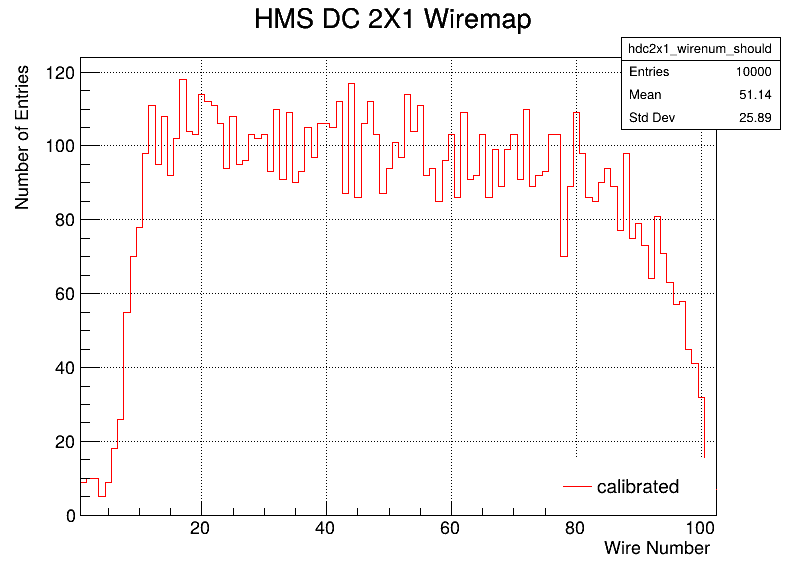 HMS DC 2X1 Wiremap
hdc2x1_wirenum_should
Entries 10000
Mean 51.14
Std Dev 25.89
Number of Entries
120
100
80
60
40
20
0
calibrated
20 40 60 80 100
Wire Number